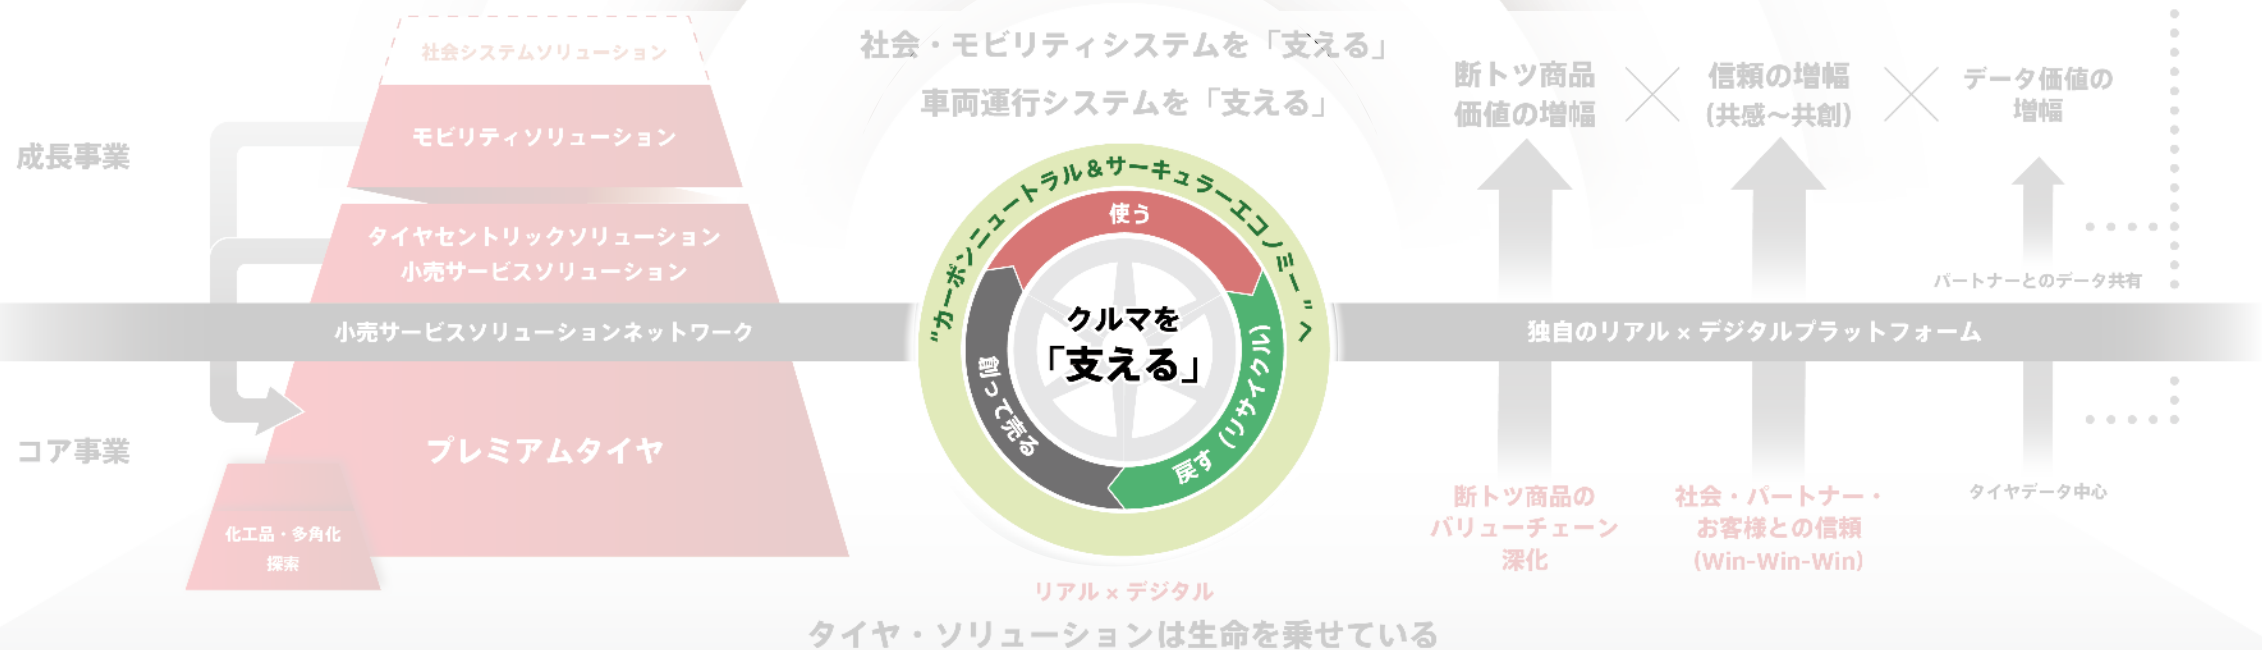 社会システムソリューション
モビリティソリューション
成長事業
タイヤセントリックソリューション
小売サービスソリューション
小売サービスソリューションネットワーク
コア事業
プレミアムタイヤ
化工品・多角化
探索
社会・モビリティシステムを「支える」
車両運行システムを「支える」
"カーボンニュートラル&サーキュラーエコノミー"へ
使う
創って売る
戻す(リサイクル)
クルマを
「支える」
リアル×デジタル
タイヤ・ソリューションは生命を乗せている
断トツ商品
価値の増幅
信頼の増幅
(共感〜共創)
データ価値の
増幅
パートナーとのデータ共有
独自のリアル×デジタルプラットフォーム
断トツ商品の
バリューチェーン
深化
社会・パートナー・
お客様との信頼
(Win-Win-Win)
タイヤデータ中心